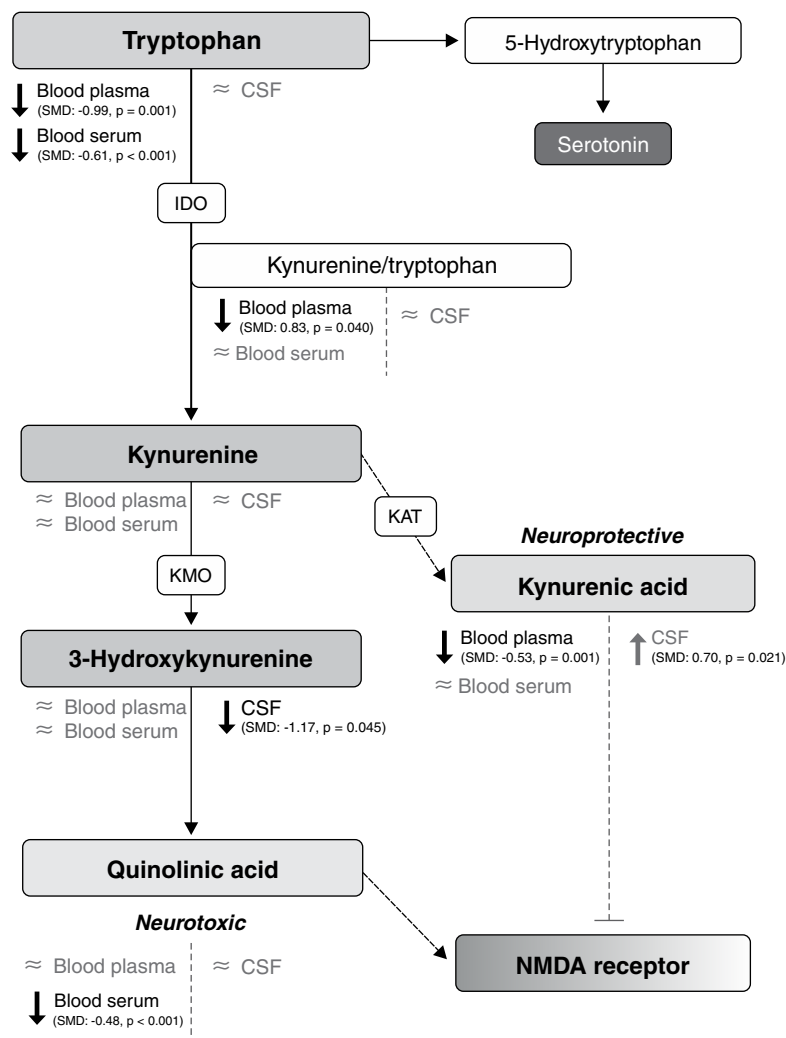 Tryptophan
5-Hydroxytryptophan
Serotonin
Blood plasma
(SMD: -0.99, p = 0.001)
Blood serum
(SMD: -0.61, p < 0.001)
≈ CSF
IDO
Kynurenine/tryptophan
Blood plasma
(SMD: 0.83, p = 0.040)
≈ Blood serum
≈ CSF
Kynurenine
≈ Blood plasma
≈ Blood serum
≈ CSF
KAT
KMO
Neuroprotective
Kynurenic acid
Blood plasma
(SMD: -0.53, p = 0.001)
≈ Blood serum
CSF
(SMD: 0.70, p = 0.021)
3-Hydroxykynurenine
≈ Blood plasma
≈ Blood serum
CSF
(SMD: -1.17, p = 0.045)
Quinolinic acid
Neurotoxic
≈ Blood plasma
Blood serum
(SMD: -0.48, p < 0.001)
≈ CSF
NMDA receptor